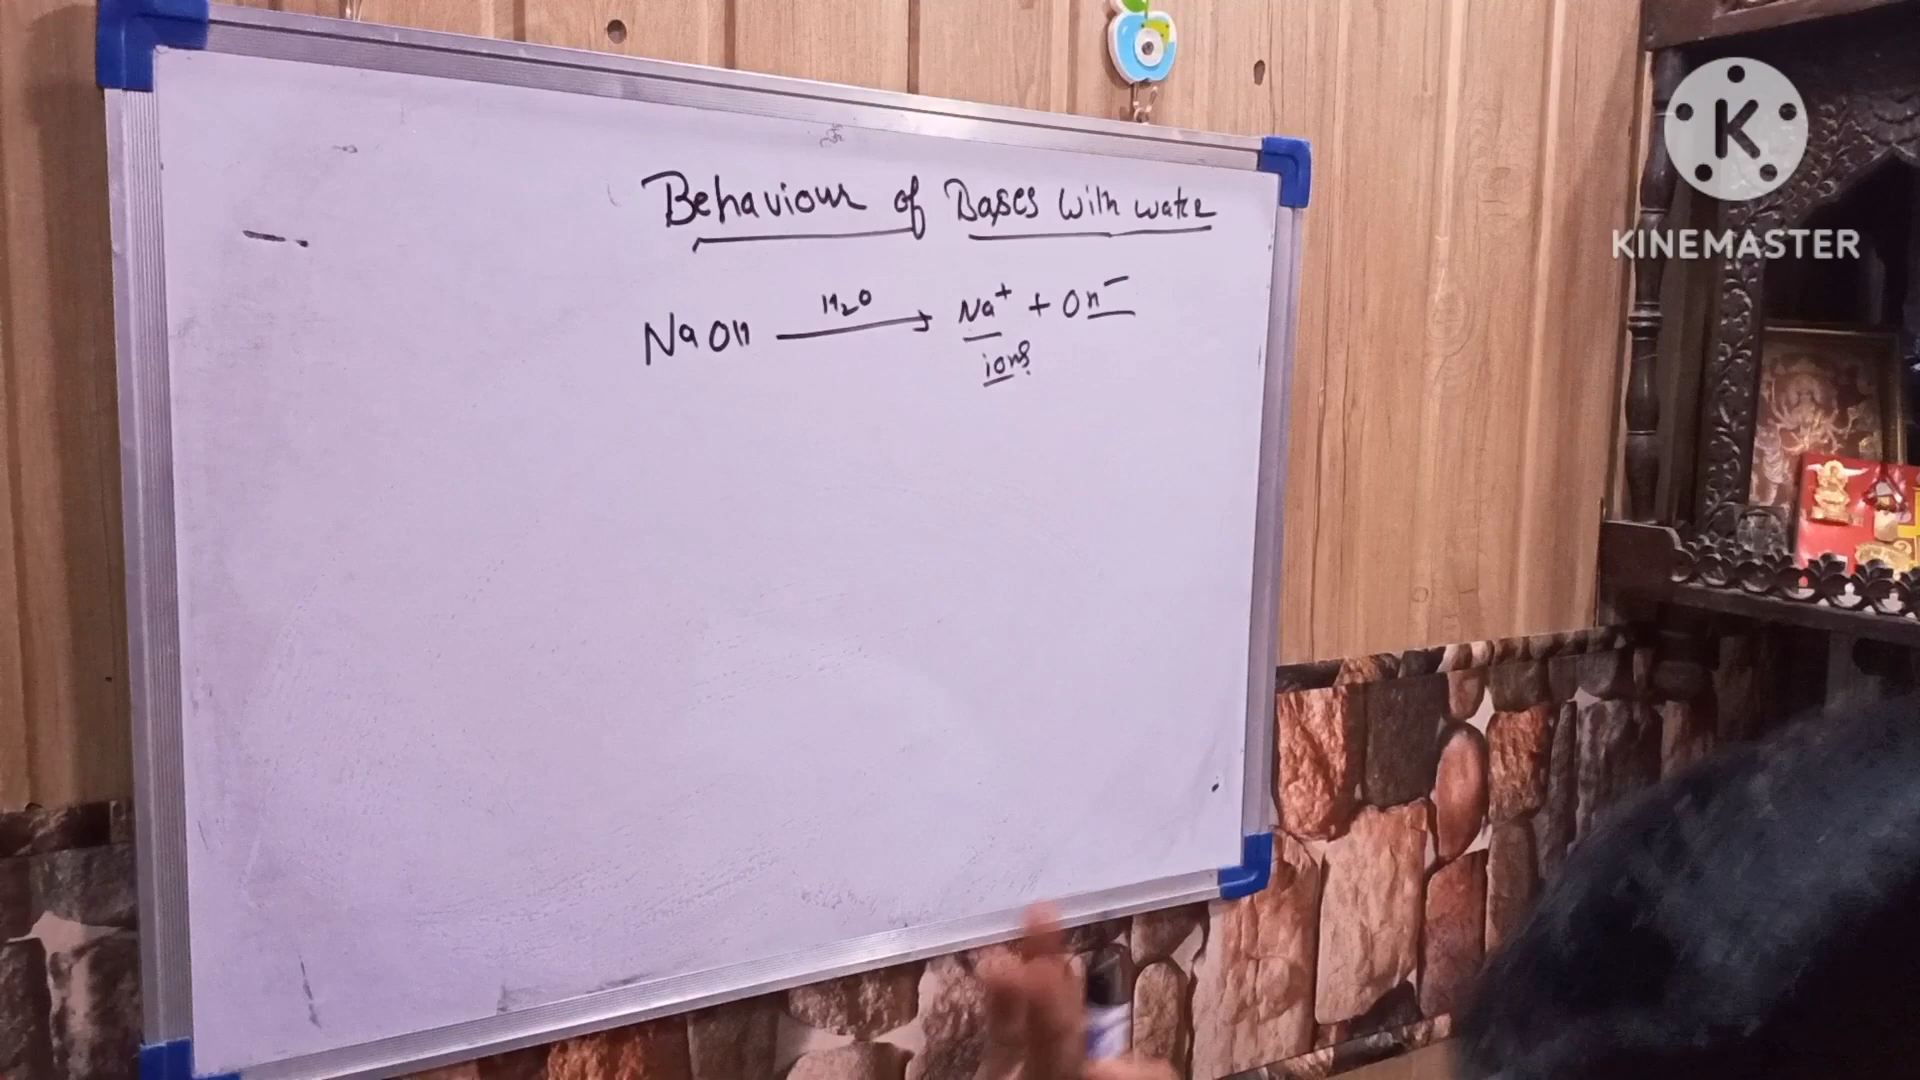 Behaviour of Bases with water
NaOH H₂O → Na⁺ + OH⁻
ions
K
KINEMASTER